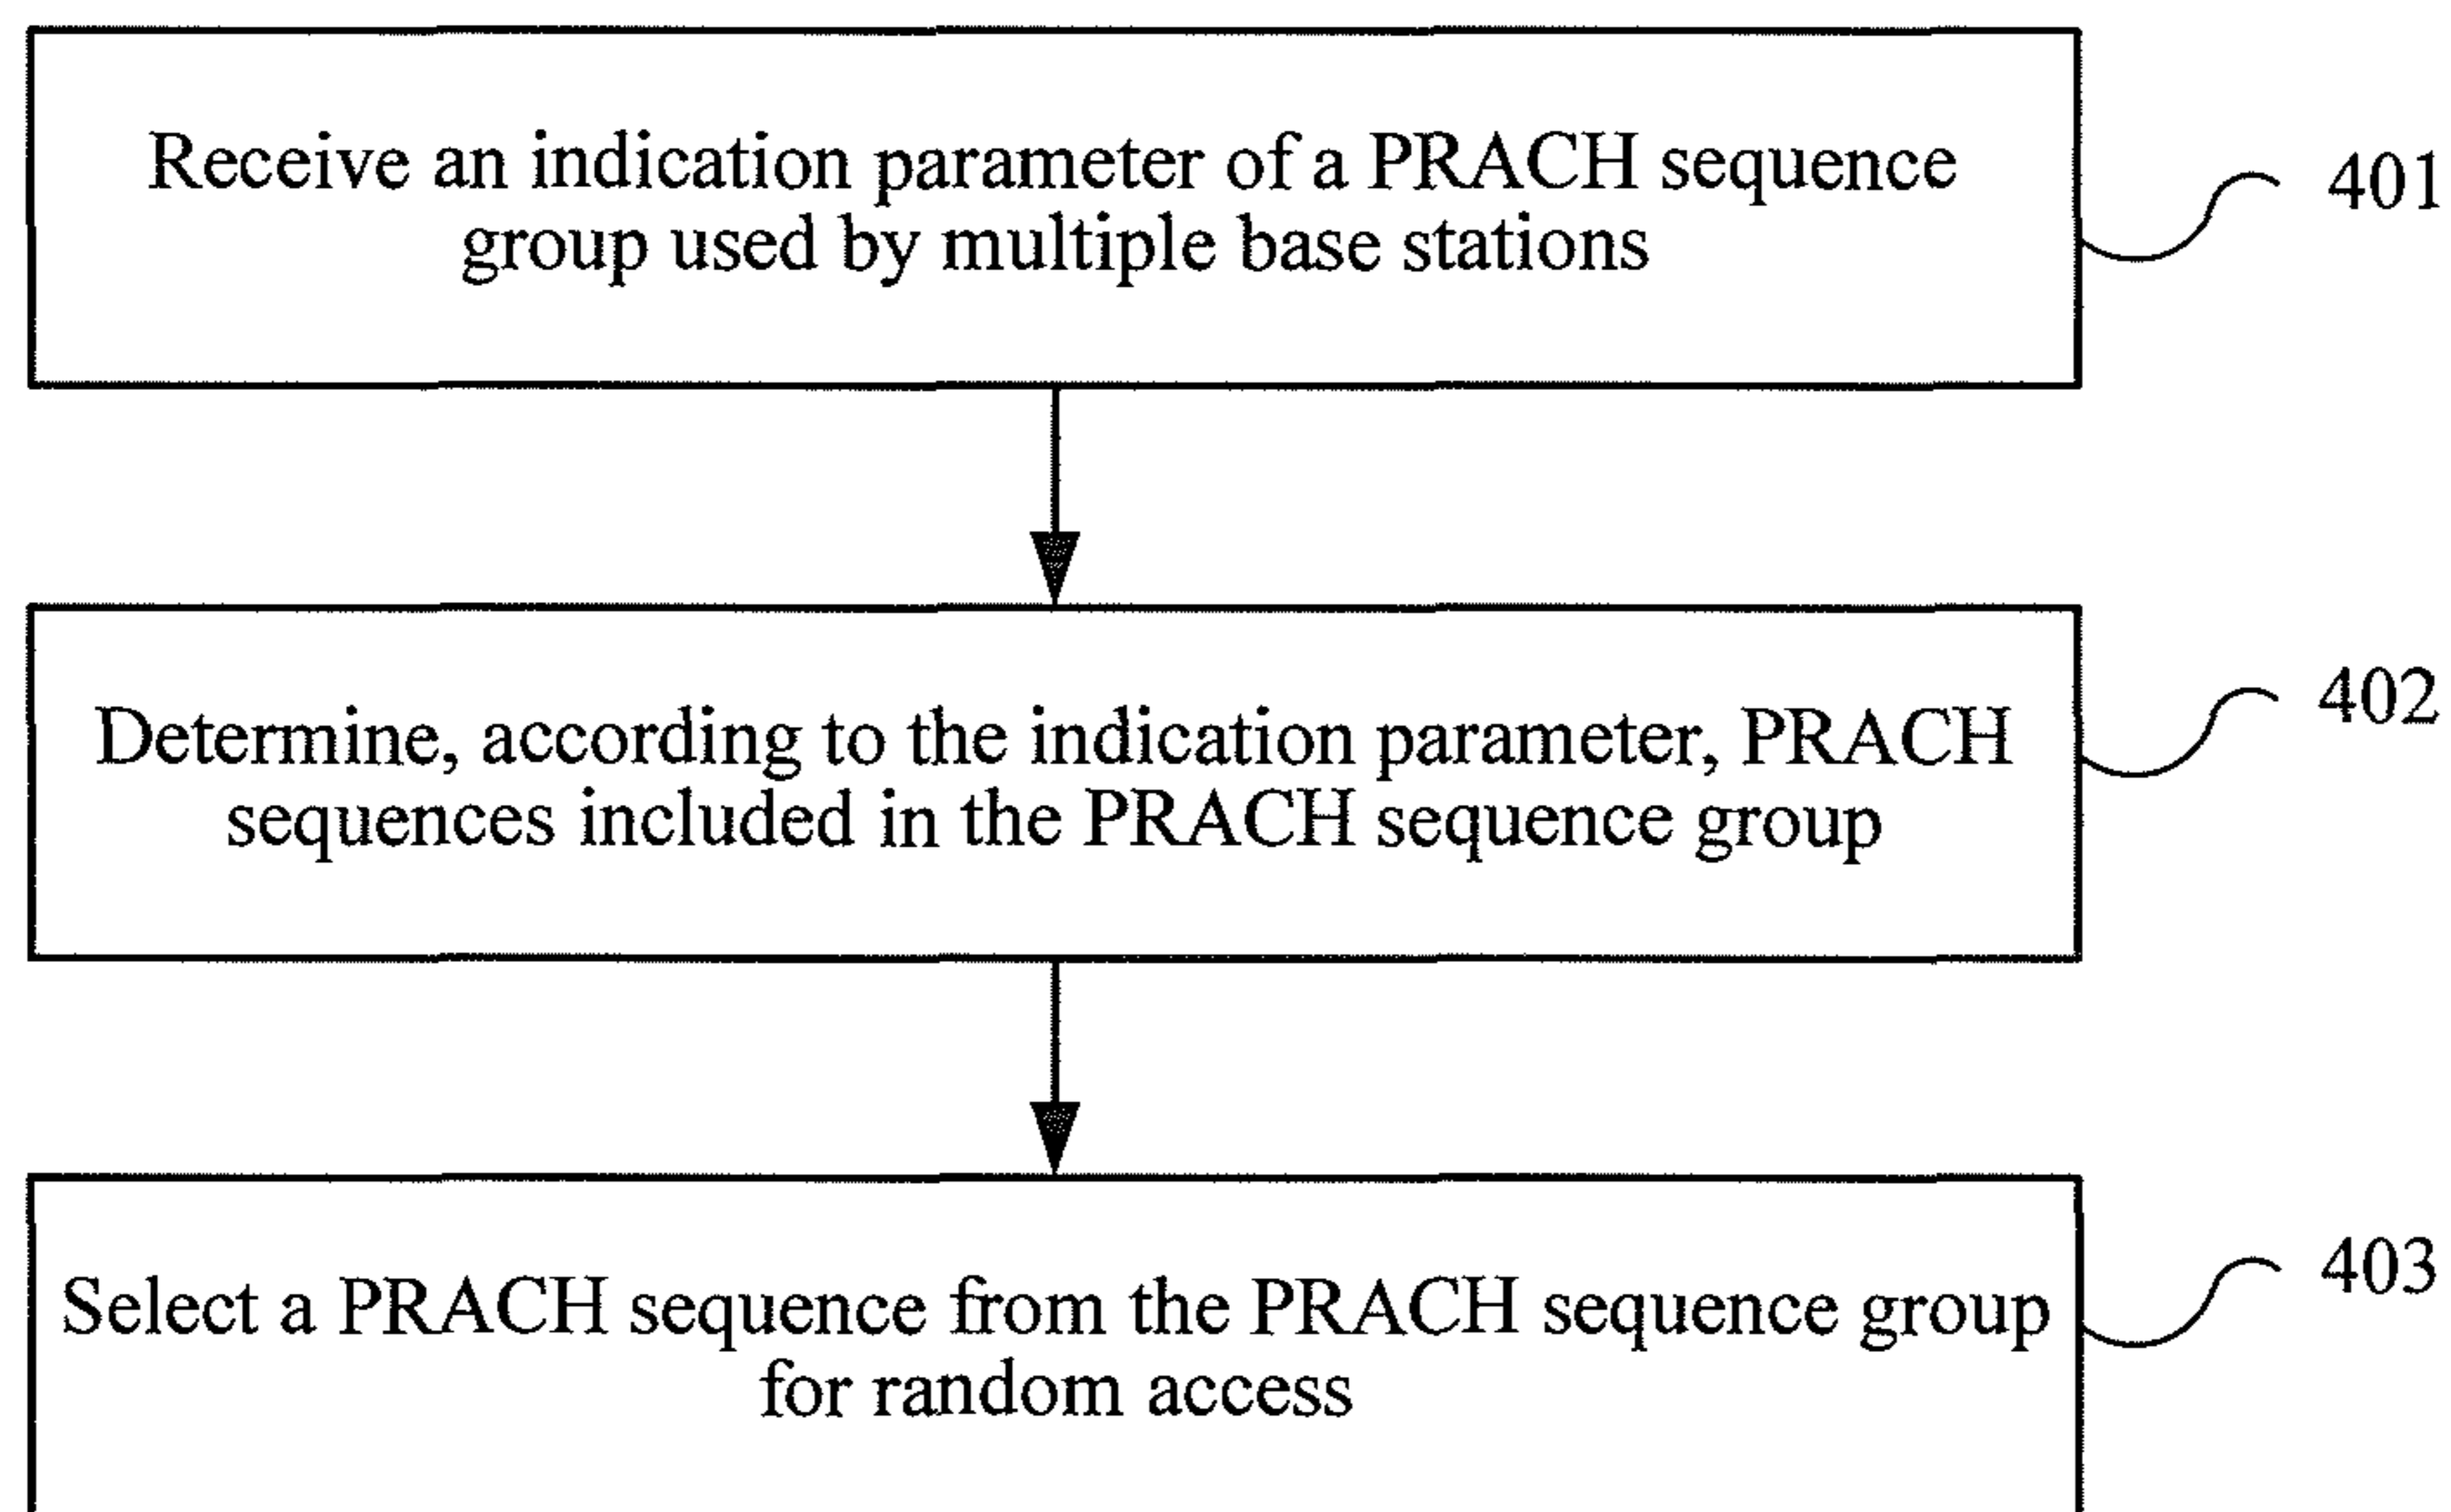 Receive an indication parameter of a PRACH sequence
group used by multiple base stations
401
Determine, according to the indication parameter, PRACH
sequences included in the PRACH sequence group
402
Select a PRACH sequence from the PRACH sequence group
for random access
403